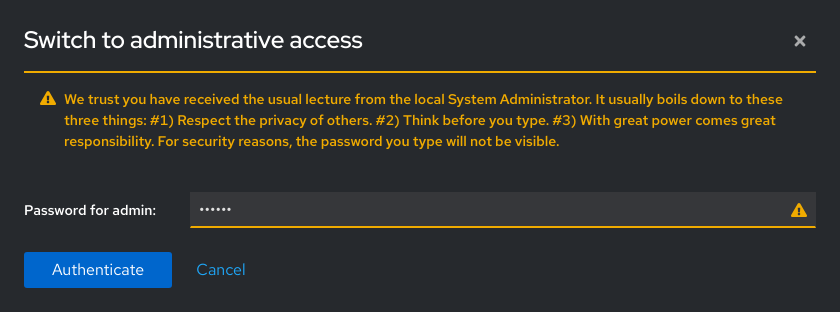 Switch to administrative access
We trust you have received the usual lecture from the local System Administrator. It usually boils down to these
three things: #1) Respect the privacy of others. #2) Think before you type. #3) With great power comes great
responsibility. For security reasons, the password you type will not be visible.
Password for admin: ••••••
Authenticate Cancel